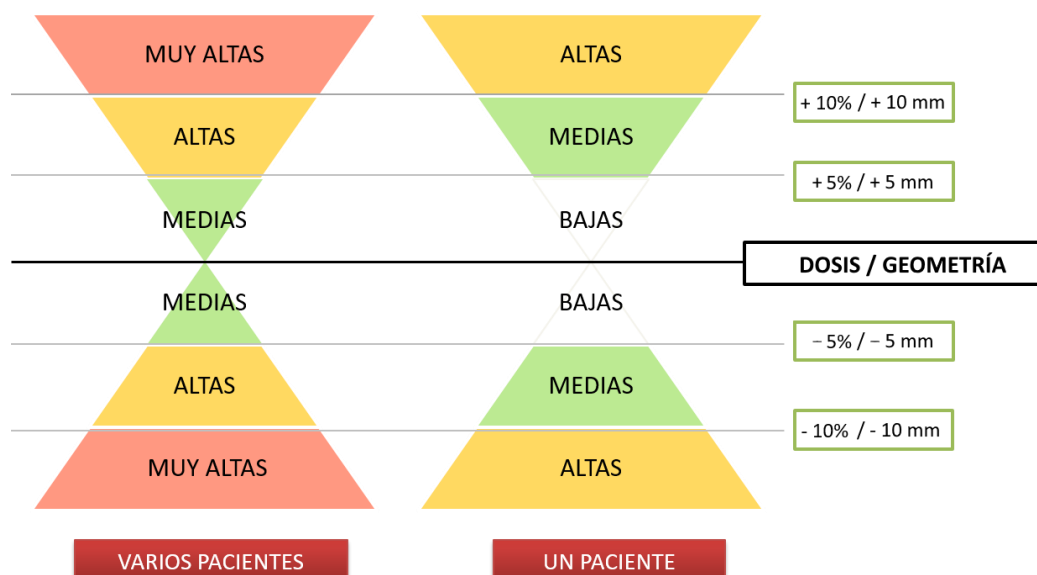 MUY ALTAS
ALTAS
+ 10% / + 10 mm
ALTAS
MEDIAS
+ 5% / + 5 mm
MEDIAS
BAJAS
DOSIS / GEOMETRÍA
MEDIAS
BAJAS
– 5% / – 5 mm
ALTAS
MEDIAS
- 10% / - 10 mm
MUY ALTAS
ALTAS
VARIOS PACIENTES
UN PACIENTE